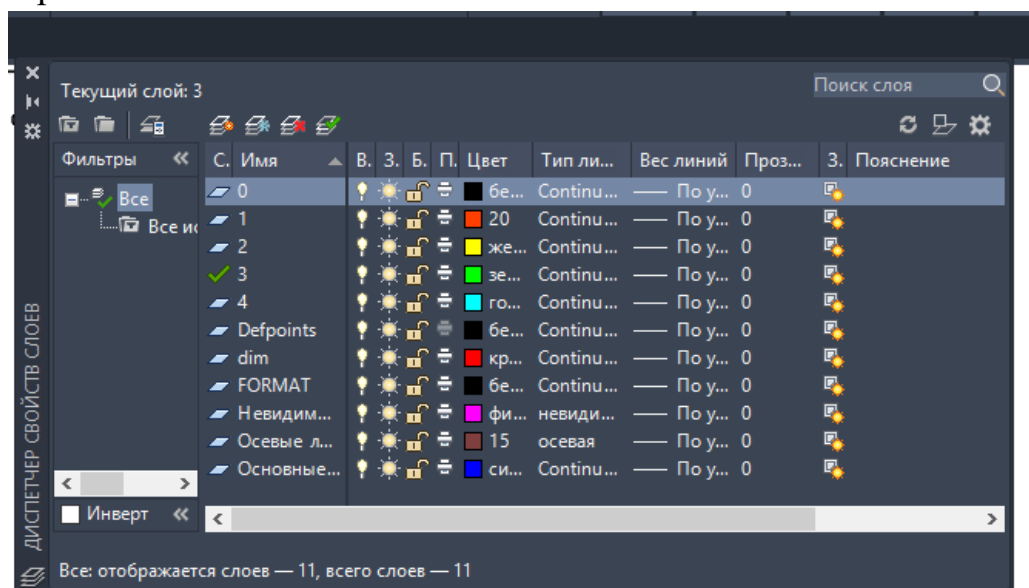 Текущий слой: 3
Поиск слоя
Фильтры
С. Имя В. З. Б. П. Цвет Тип ли... Вес линий Проз... З. Пояснение
Все
Все ис
0 бе... Continu... По у... 0
1 20 Continu... По у... 0
2 же... Continu... По у... 0
3 зе... Continu... По у... 0
4 го... Continu... По у... 0
Defpoints бе... Continu... По у... 0
dim кр... Continu... По у... 0
FORMAT бе... Continu... По у... 0
Невидим... фи... невиди... По у... 0
Осевые л... 15 осевая По у... 0
Основные... си... Continu... По у... 0
Инверт
Все: отображается слоев — 11, всего слоев — 11
ДИСПЕТЧЕР СВОЙСТВ СЛОЕВ